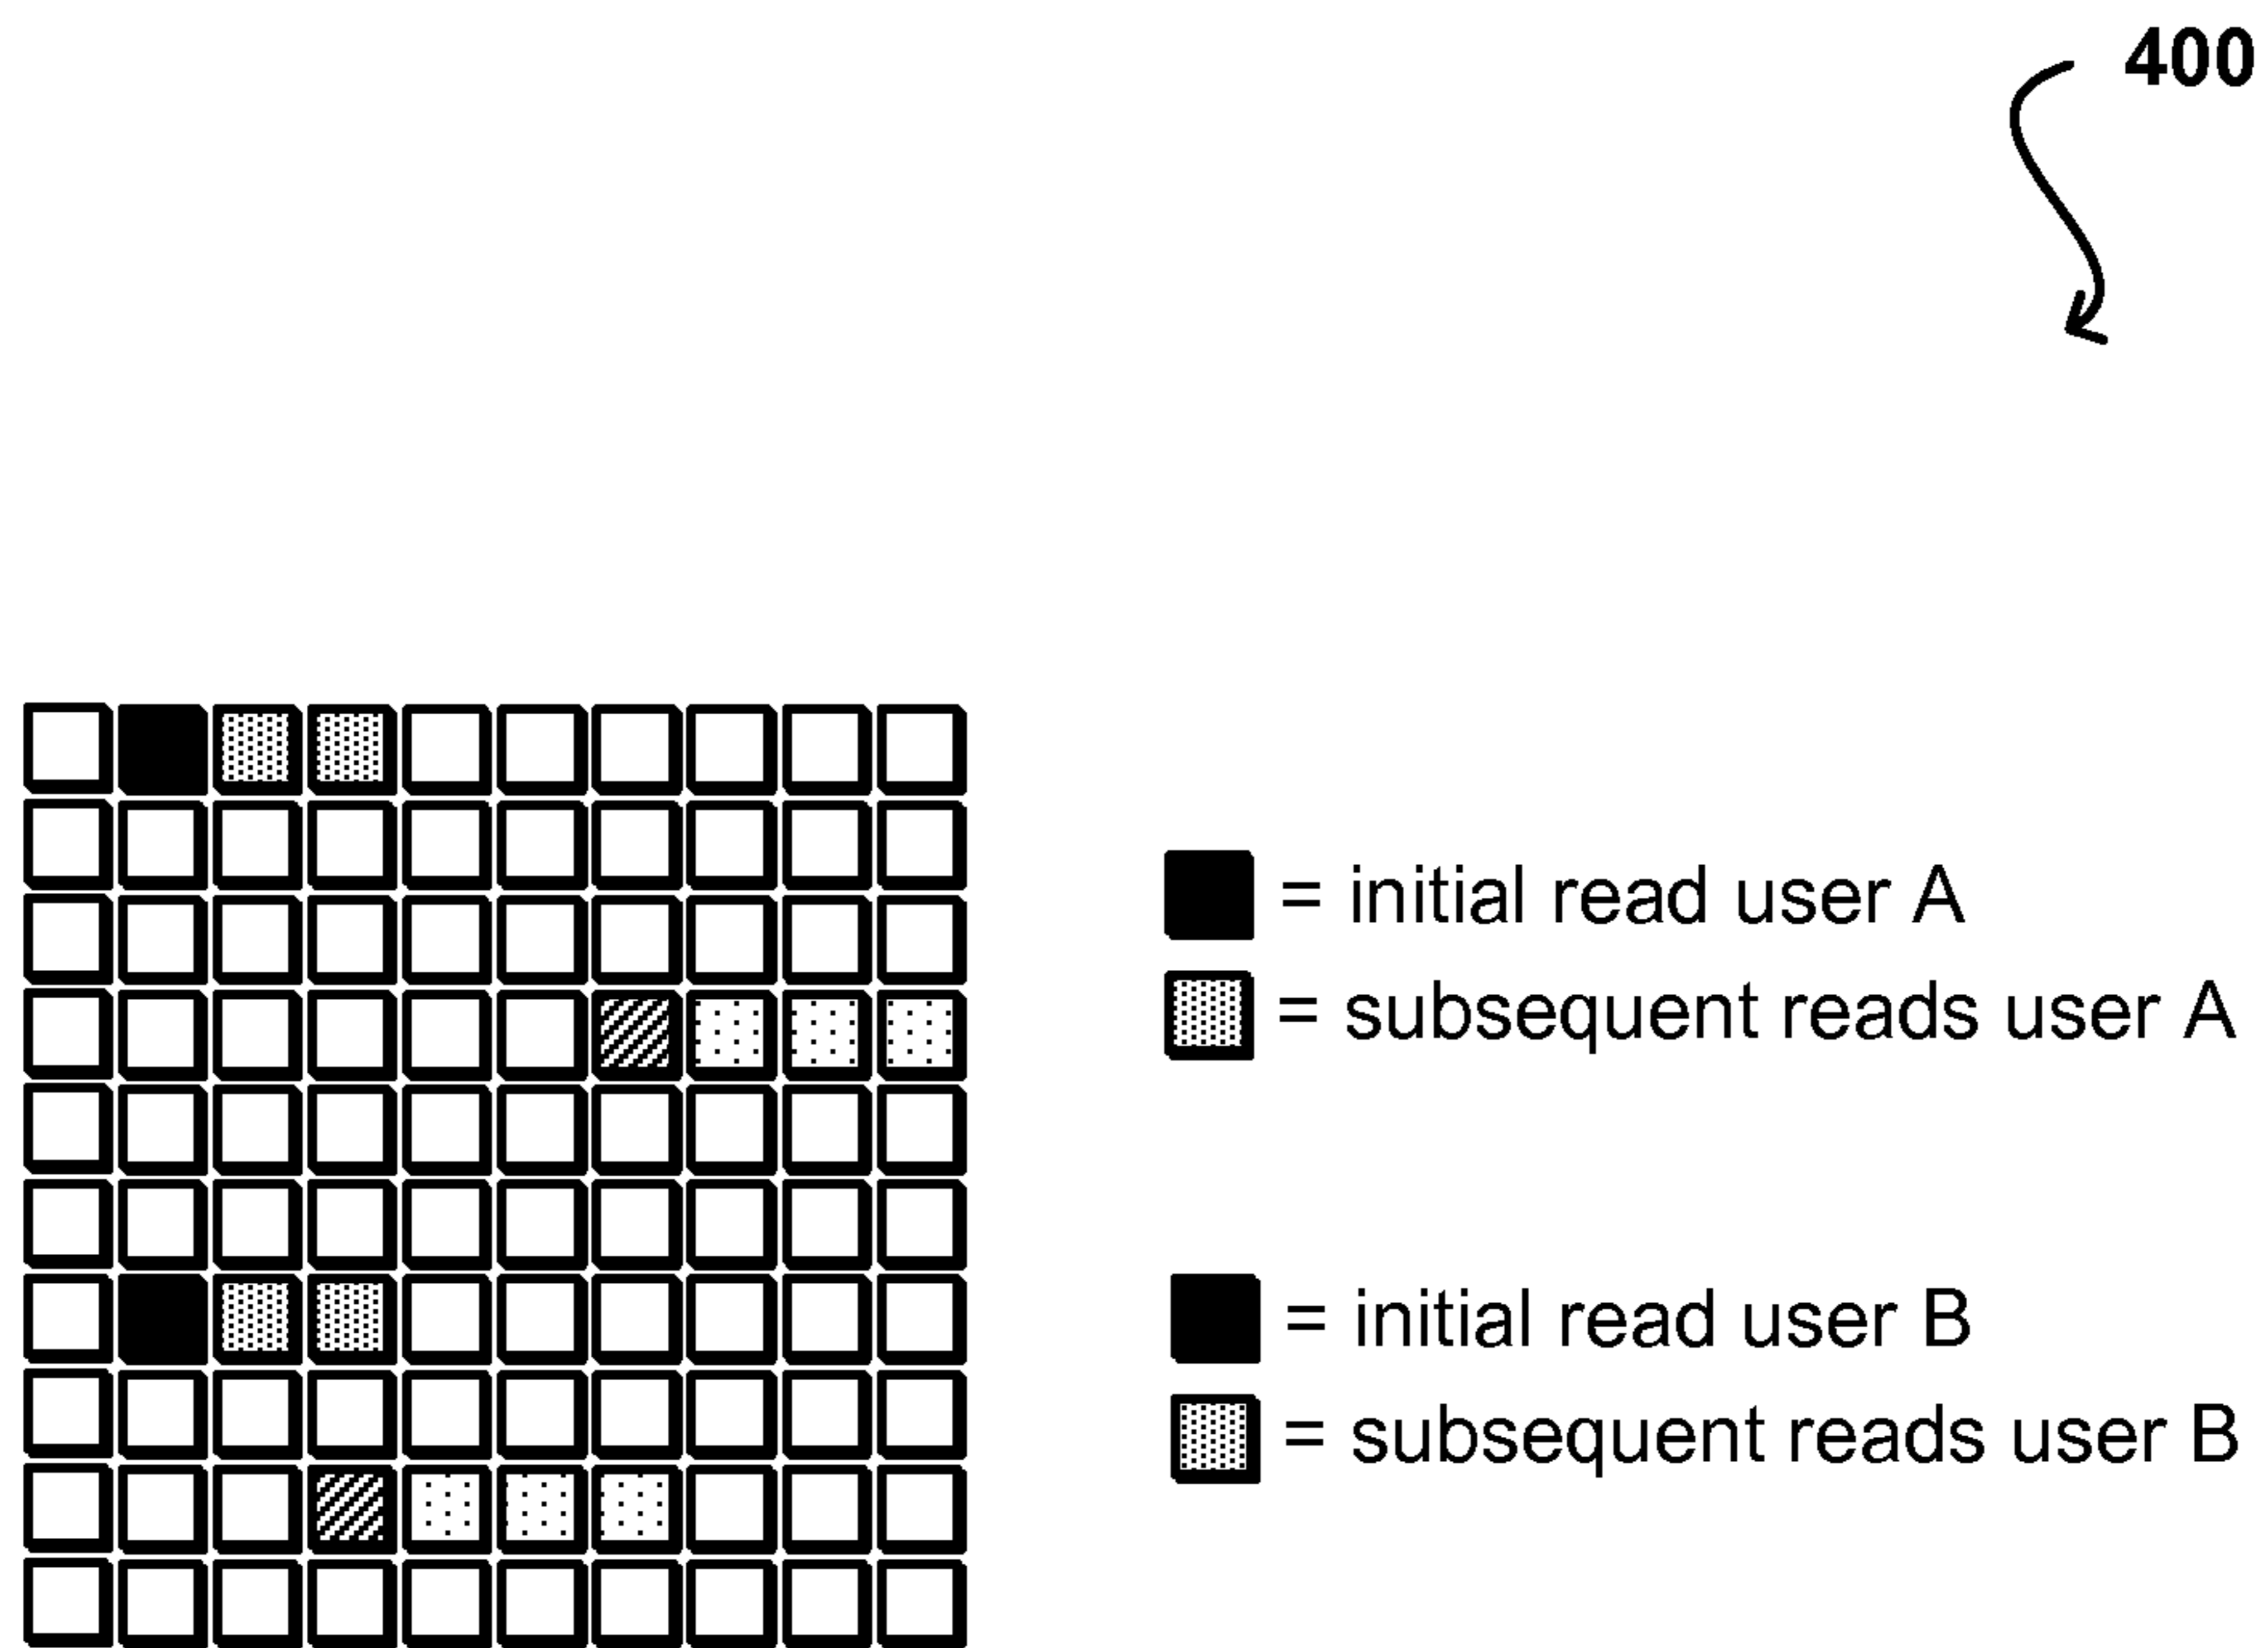 400
= initial read user A
= subsequent reads user A
= initial read user B
= subsequent reads user B